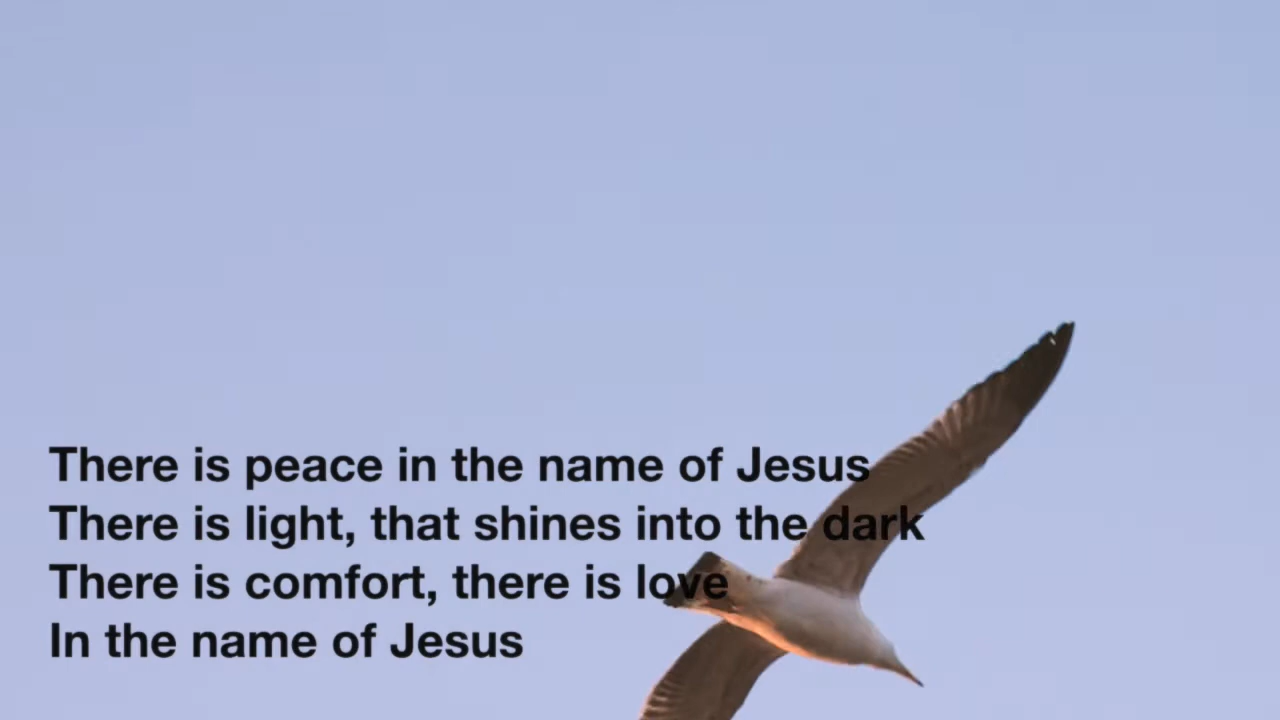 There is peace in the name of Jesus
There is light, that shines into the dark
There is comfort, there is love
In the name of Jesus